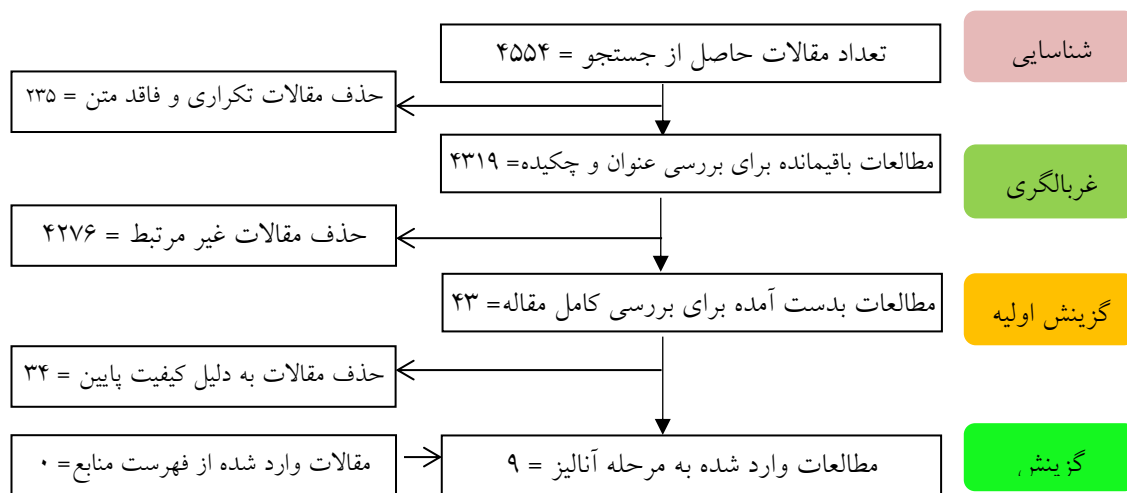 شناسایی
تعداد مقالات حاصل از جستجو = ۴۵۵۴
حذف مقالات تکراری و فاقد متن = ۲۳۵
غربالگری
مطالعات باقیمانده برای بررسی عنوان و چکیده= ۴۳۱۹
حذف مقالات غیر مرتبط = ۴۲۷۶
گزینش اولیه
مطالعات بدست آمده برای بررسی کامل مقاله= ۴۳
حذف مقالات به دلیل کیفیت پایین = ۳۴
گزینش
مطالعات وارد شده به مرحله آنالیز = ۹
مقالات وارد شده از فهرست منابع= ۰